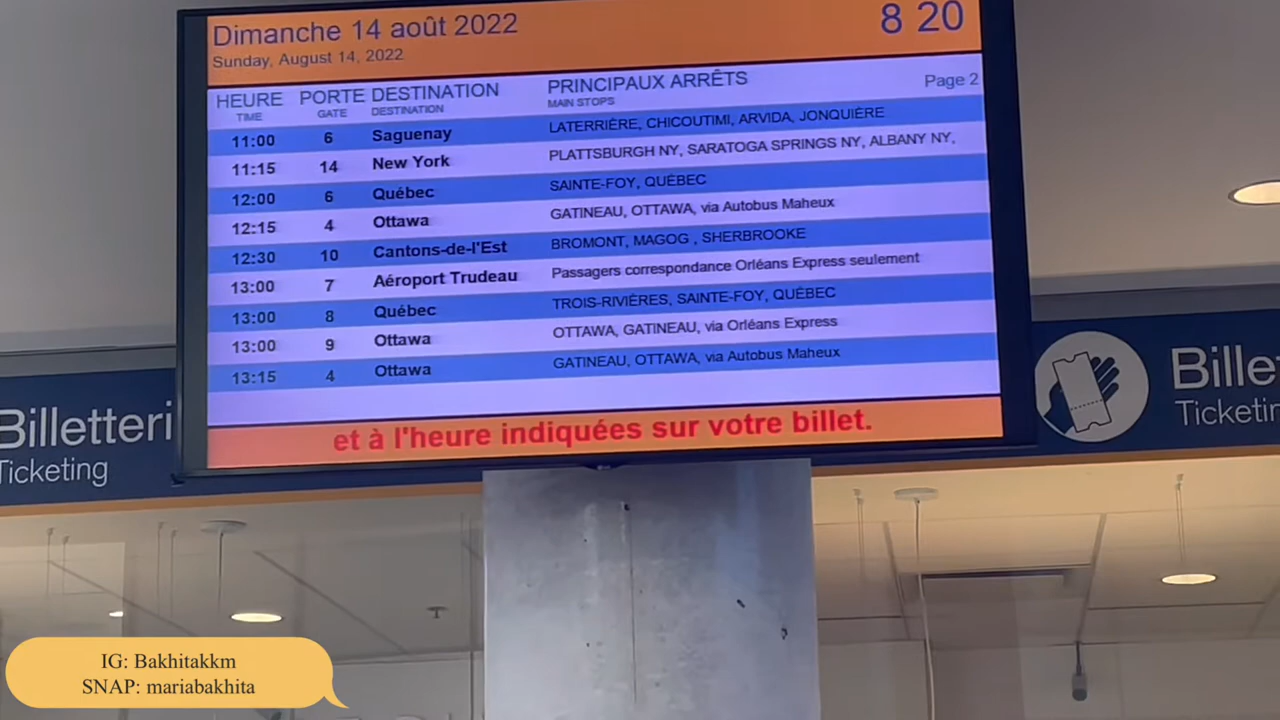 Dimanche 14 août 2022
8 20
Sunday, August 14, 2022
HEURE PORTE DESTINATION PRINCIPAUX ARRÊTS Page 2
TIME GATE DESTINATION MAIN STOPS
11:00 6 Saguenay LATERRIÈRE, CHICOUTIMI, ARVIDA, JONQUIÈRE
11:15 14 New York PLATTSBURGH NY, SARATOGA SPRINGS NY, ALBANY NY,
12:00 6 Québec SAINTE-FOY, QUÉBEC
12:15 4 Ottawa GATINEAU, OTTAWA, via Autobus Maheux
12:30 10 Cantons-de-l'Est BROMONT, MAGOG , SHERBROOKE
13:00 7 Aéroport Trudeau Passagers correspondance Orléans Express seulement
13:00 8 Québec TROIS-RIVIÈRES, SAINTE-FOY, QUÉBEC
13:00 9 Ottawa OTTAWA, GATINEAU, via Orléans Express
13:15 4 Ottawa GATINEAU, OTTAWA, via Autobus Maheux
et à l'heure indiquées sur votre billet.
Billetteri
Ticketing
Bille
Ticketin
IG: Bakhitakkm
SNAP: mariabakhita